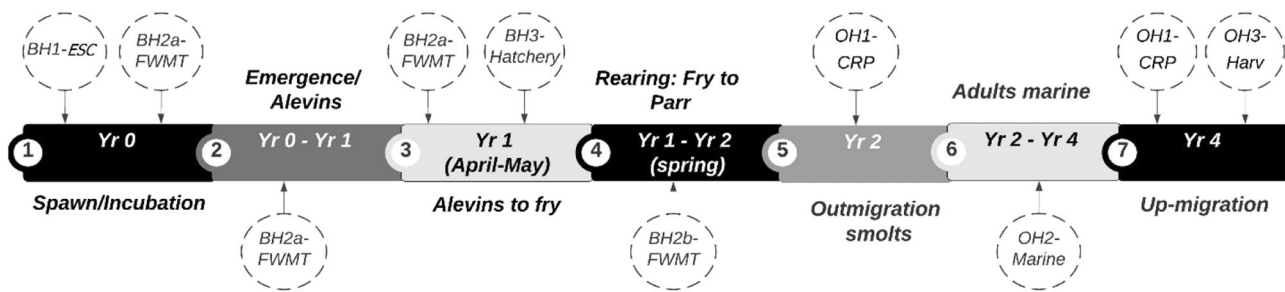 BH1-ESC
BH2a-
FWMT
BH2a-
FWMT
BH3-
Hatchery
OH1-
CRP
OH1-
CRP
OH3-
Harv
Emergence/
Alevins
Rearing: Fry to
Parr
Adults marine
1
Yr 0
2
Yr 0 - Yr 1
3
Yr 1
(April-May)
4
Yr 1 - Yr 2
(spring)
5
Yr 2
6
Yr 2 - Yr 4
7
Yr 4
Spawn/Incubation
Alevins to fry
Outmigration
smolts
Up-migration
BH2a-
FWMT
BH2b-
FWMT
OH2-
Marine